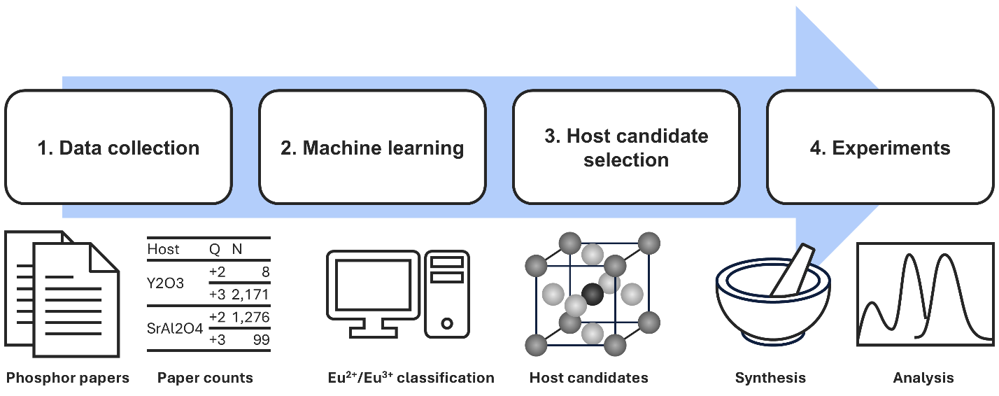 1. Data collection
2. Machine learning
3. Host candidate
selection
4. Experiments
Host Q N
Y2O3
+2 8
+3 2,171
SrAl2O4
+2 1,276
+3 99
Phosphor papers
Paper counts
Eu²⁺/Eu³⁺ classification
Host candidates
Synthesis
Analysis